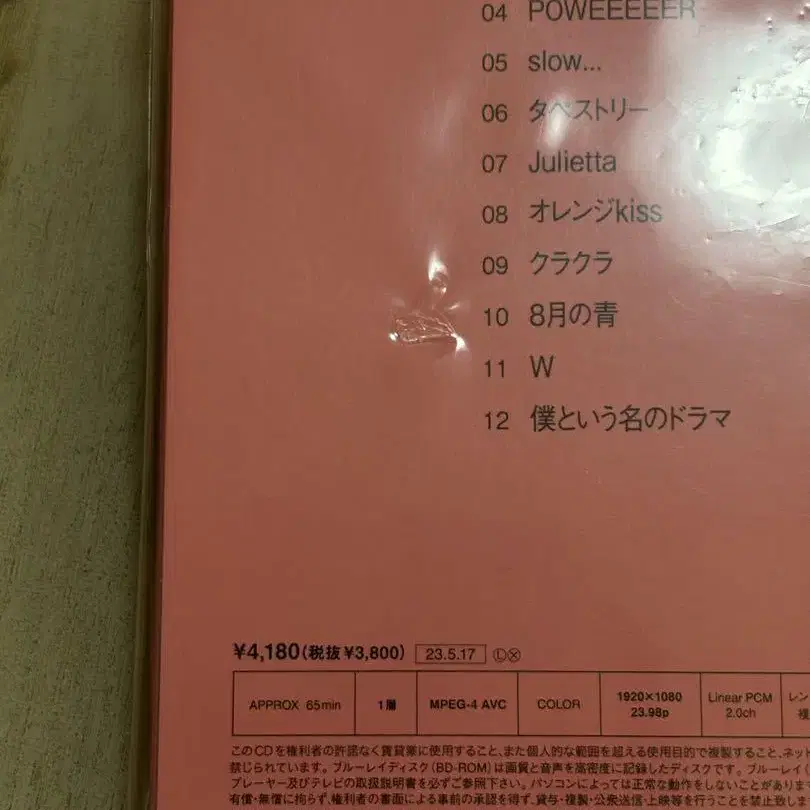 04 POWEEEEER
05 slow...
06 タペストリー
07 Julietta
08 オレンジkiss
09 クラクラ
10 8月の青
11 W
12 僕という名のドラマ
¥4,180(税抜¥3,800) 23.5.17 Ⓛⓧ
APPROX 65min 1層 MPEG-4 AVC COLOR 1920×1080 23.98p Linear PCM 2.0ch レン
このCDを権利者の許諾なく賃貸業に使用すること、また個人的な範囲を超える使用目的で複製すること、ネット
禁じられています。ブルーレイディスク(BD-ROM)は画質と音声を高密度に記録したディスクです。ブルーレイ(
プレーヤー及びテレビの取扱説明書を必ずご参照下さい。パソコンによっては正常な動作をしないことがありま
有償・無償に拘らず、権利者の書面による事前の承認を得ず、貸与・複製・公衆送信・上映等を行うことを禁止致し